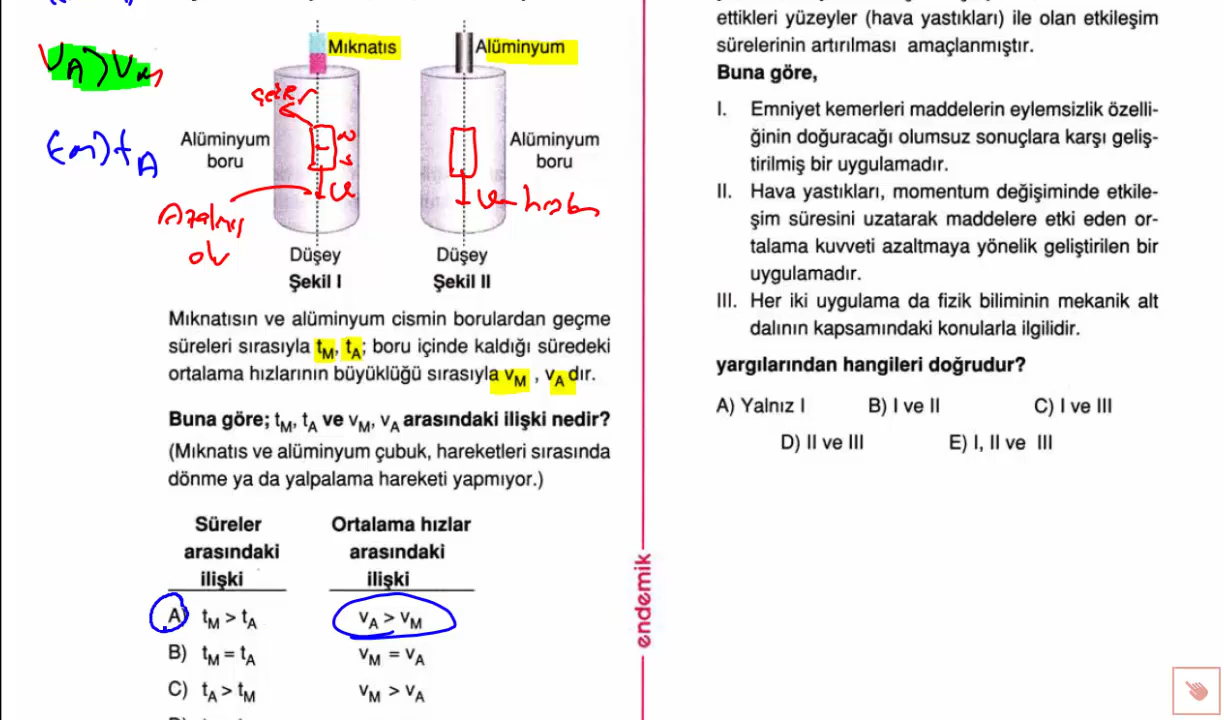 VA > VM
tM > tA
Mıknatıs
Alüminyum
çeker
N
S
Alüminyum
boru
Alüminyum
boru
v
v
Azalmış
olur
Düşey
Düşey
Şekil I
Şekil II
Mıknatısın ve alüminyum cismin borulardan geçme
süreleri sırasıyla tM, tA; boru içinde kaldığı süredeki
ortalama hızlarının büyüklüğü sırasıyla vM , vA dır.
Buna göre; tM, tA ve vM, vA arasındaki ilişki nedir?
(Mıknatıs ve alüminyum çubuk, hareketleri sırasında
dönme ya da yalpalama hareketi yapmıyor.)
Süreler
arasındaki
ilişki
Ortalama hızlar
arasındaki
ilişki
A) tM > tA vA > vM
B) tM = tA vM = vA
C) tA > tM vM > vA
endemik
ettikleri yüzeyler (hava yastıkları) ile olan etkileşim
sürelerinin artırılması amaçlanmıştır.
Buna göre,
I. Emniyet kemerleri maddelerin eylemsizlik özelli-
ğinin doğuracağı olumsuz sonuçlara karşı geliş-
tirilmiş bir uygulamadır.
II. Hava yastıkları, momentum değişiminde etkile-
şim süresini uzatarak maddelere etki eden or-
talama kuvveti azaltmaya yönelik geliştirilen bir
uygulamadır.
III. Her iki uygulama da fizik biliminin mekanik alt
dalının kapsamındaki konularla ilgilidir.
yargılarından hangileri doğrudur?
A) Yalnız I B) I ve II C) I ve III
D) II ve III E) I, II ve III